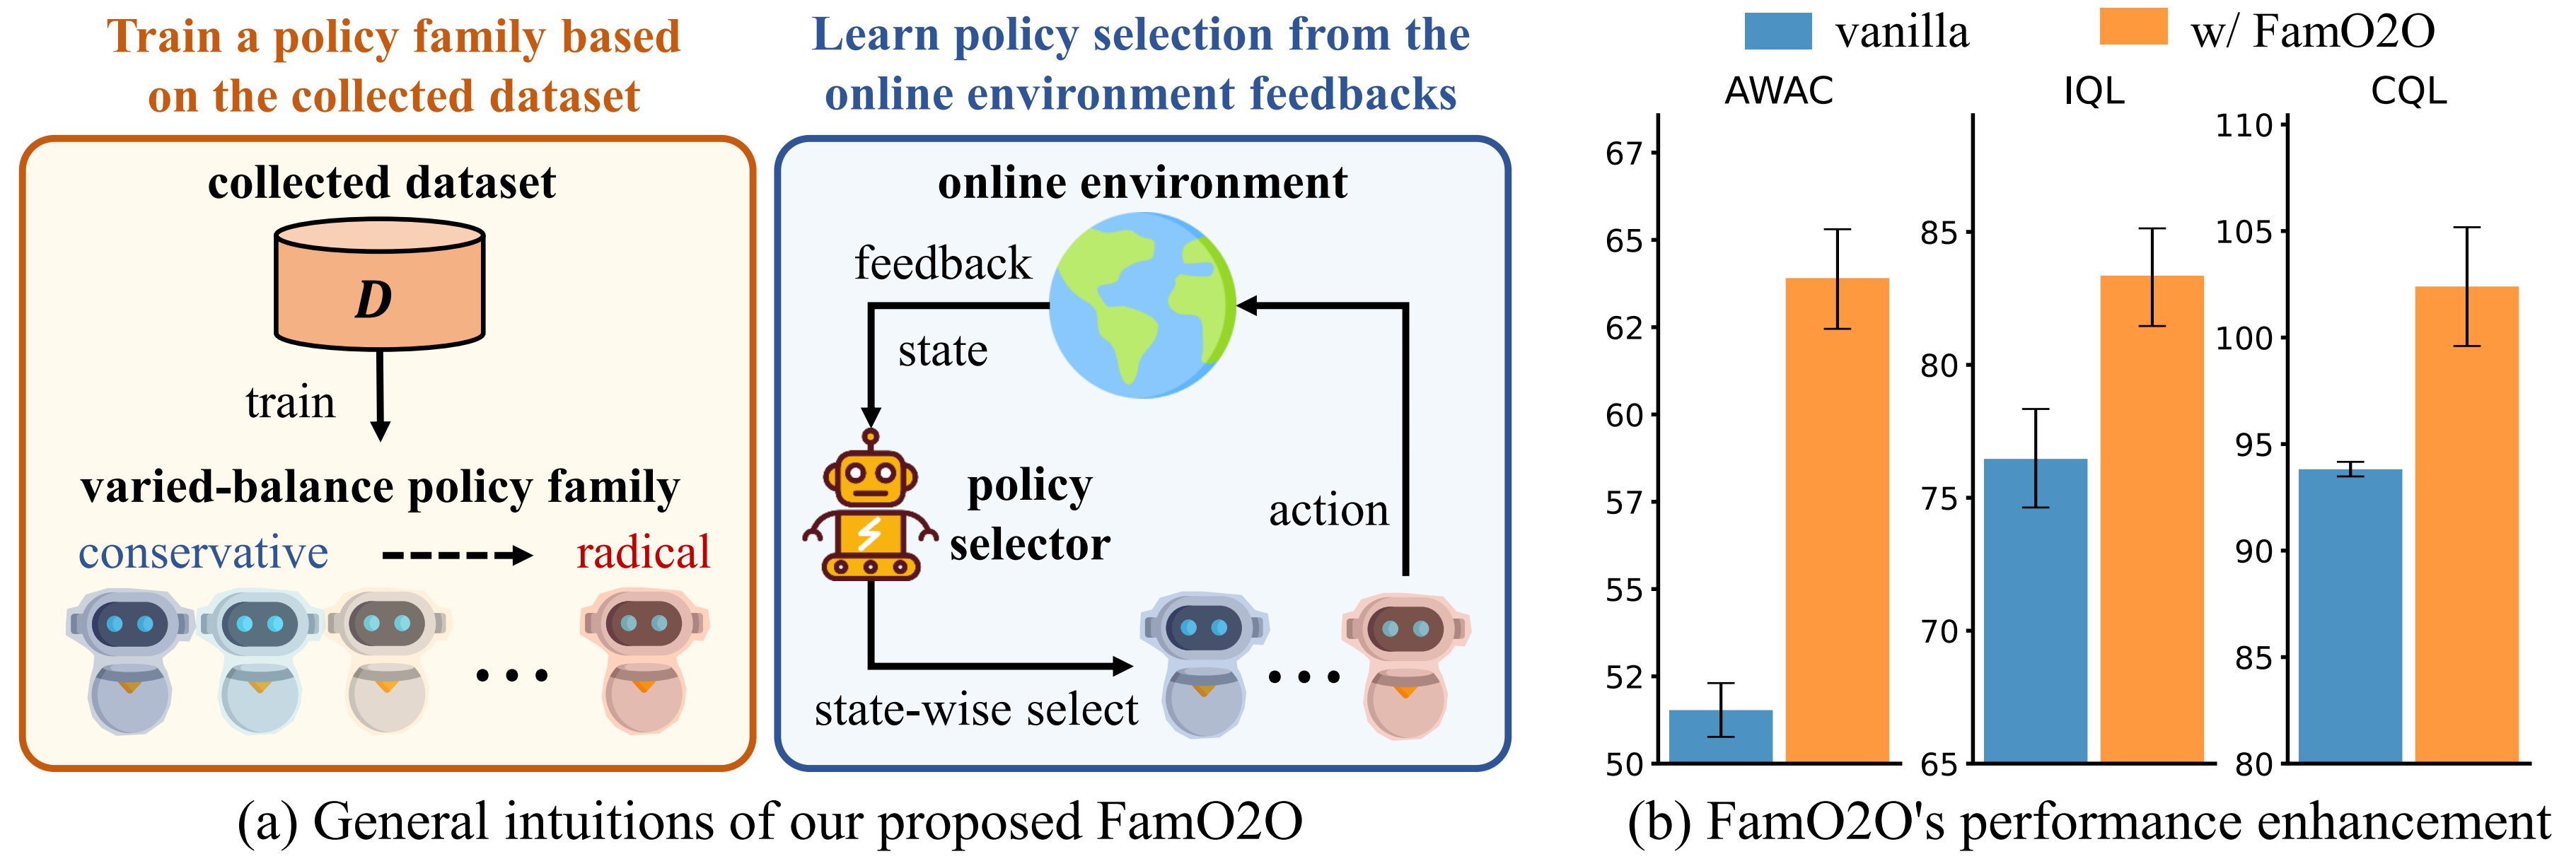 Train a policy family based
on the collected dataset
collected dataset
D
train
varied-balance policy family
conservative
radical
...
Learn policy selection from the
online environment feedbacks
online environment
feedback
state
policy
selector
action
state-wise select
...
(a) General intuitions of our proposed FamO2O
vanilla
w/ FamO2O
AWAC
67
65
62
60
57
55
52
50
IQL
85
80
75
70
65
CQL
110
105
100
95
90
85
80
(b) FamO2O's performance enhancement